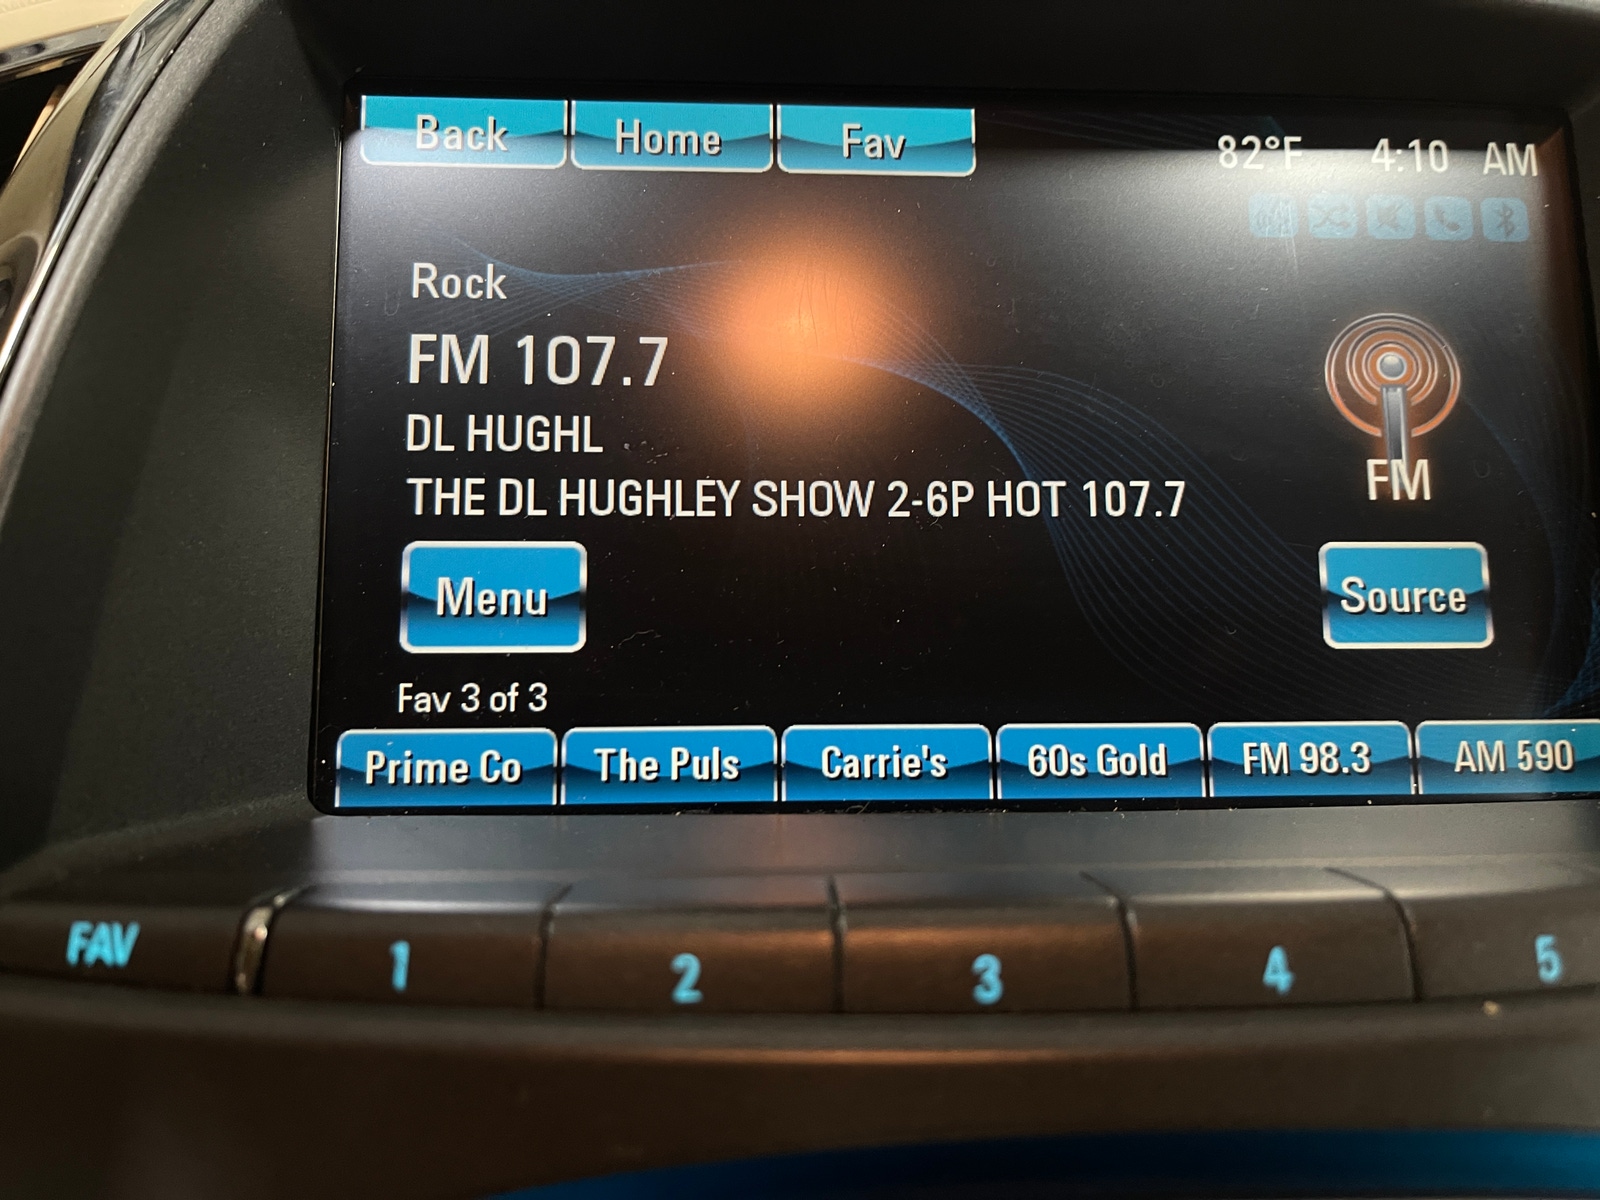 Back Home Fav 82°F 4:10 AM
Rock
FM 107.7
DL HUGHL
THE DL HUGHLEY SHOW 2-6P HOT 107.7
FM
Menu Source
Fav 3 of 3
Prime Co The Puls Carrie's 60s Gold FM 98.3 AM 590
FAV 1 2 3 4 5